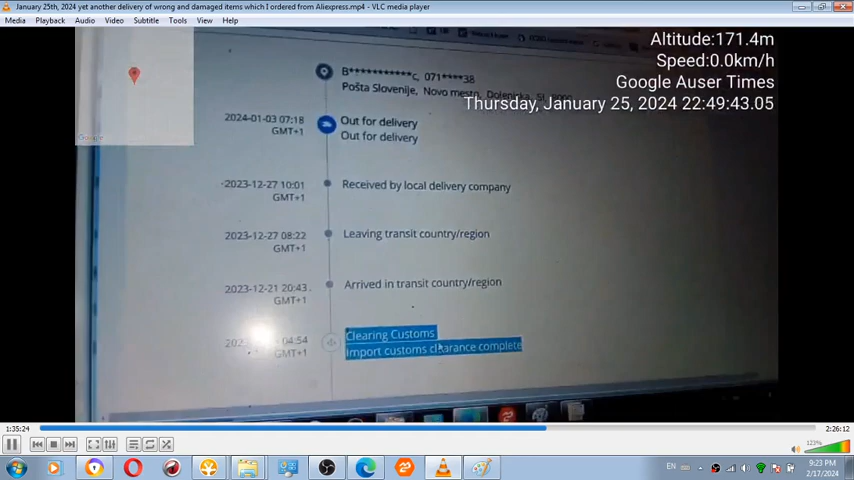 January 25th, 2024 yet another delivery of wrong and damaged items which I ordered from Aliexpress.mp4 - VLC media player
Media Playback Audio Video Subtitle Tools View Help
Altitude:171.4m
Speed:0.0km/h
Google Auser Times
Thursday, January 25, 2024 22:49:43.05
Google
B***********c, 071****38
Pošta Slovenije, Novo mesto, Dolenjska, SI, 8000
2024-01-03 07:18
GMT+1
Out for delivery
Out for delivery
2023-12-27 10:01
GMT+1
Received by local delivery company
2023-12-27 08:22
GMT+1
Leaving transit country/region
2023-12-21 20:43
GMT+1
Arrived in transit country/region
04:54
GMT+1
Clearing Customs
Import customs clearance complete
1:35:24
2:26:12
123%
EN
9:23 PM
2/17/2024